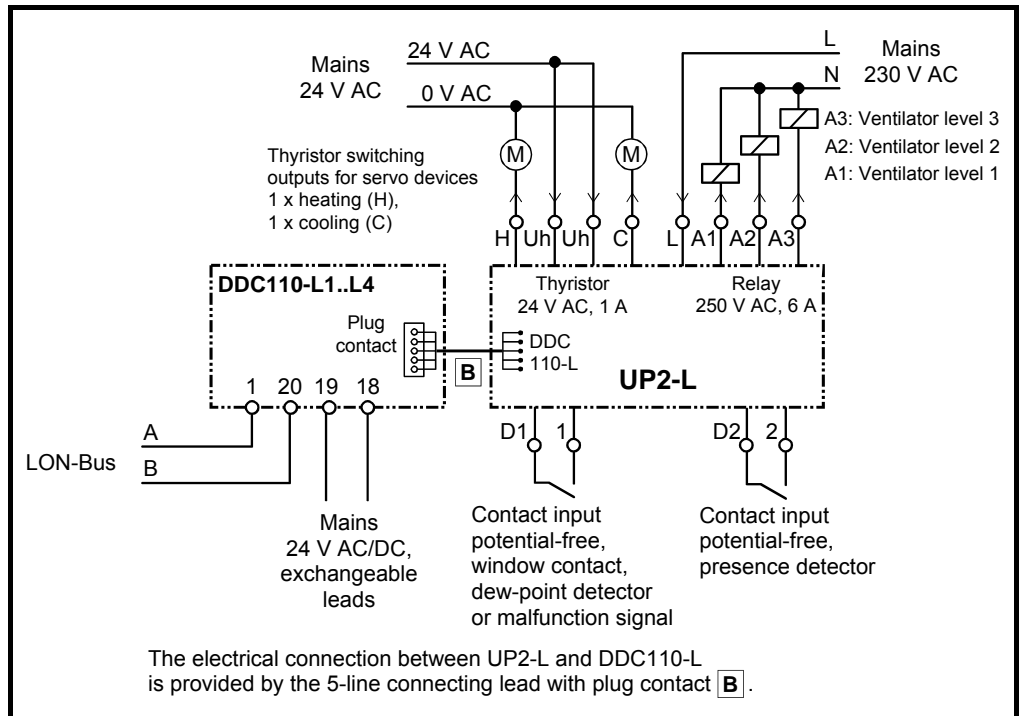 24 V AC
Mains
24 V AC
0 V AC
L
Mains
N
230 V AC
A3: Ventilator level 3
A2: Ventilator level 2
A1: Ventilator level 1
M
M
Thyristor switching
outputs for servo devices
1 x heating (H),
1 x cooling (C)
H Uh Uh C L A1 A2 A3
DDC110-L1..L4
Plug
contact
B
Thyristor
24 V AC, 1 A
Relay
250 V AC, 6 A
DDC
110-L
UP2-L
1 20 19 18
D1 1
D2 2
LON-Bus
A
B
Mains
24 V AC/DC,
exchangeable
leads
Contact input
potential-free,
window contact,
dew-point detector
or malfunction signal
Contact input
potential-free,
presence detector
The electrical connection between UP2-L and DDC110-L
is provided by the 5-line connecting lead with plug contact B .